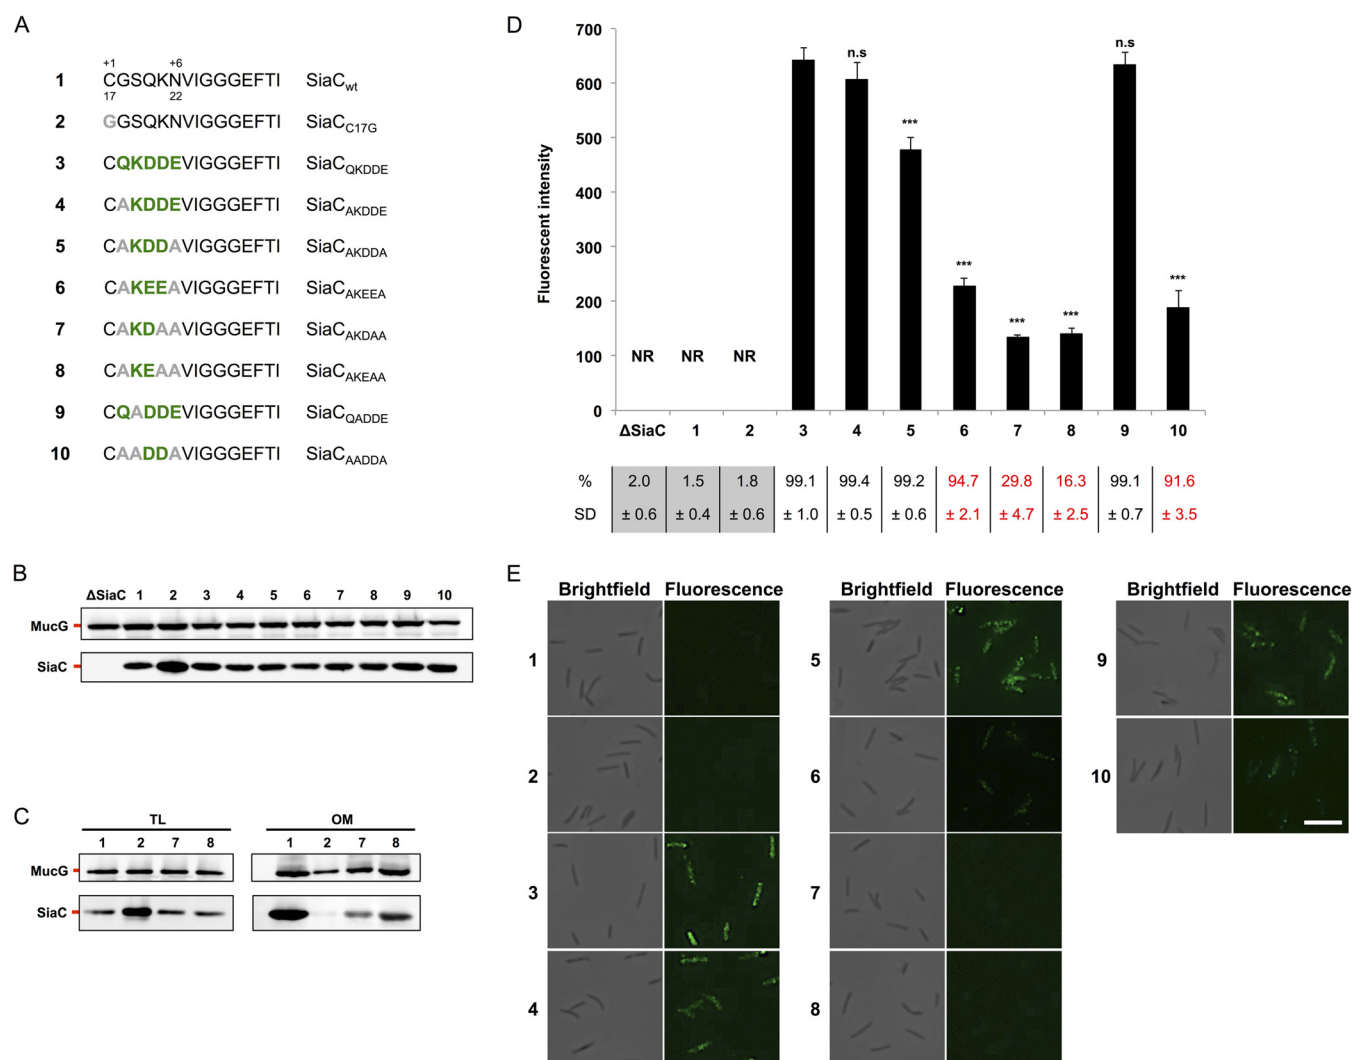 A
+1 +6
1 CGSQKNVIGGGEFTI SiaCwt
17 22
2 GGSQKNVIGGGEFTI SiaCC17G
3 CQKDDEVIGGGEFTI SiaCQKDDE
4 CAKDDEVIGGGEFTI SiaCAKDDE
5 CAKDDAVIGGGEFTI SiaCAKDDA
6 CAKEEAVIGGGEFTI SiaCAKEEA
7 CAKDAAVIGGGEFTI SiaCAKDAA
8 CAKEAAVIGGGEFTI SiaCAKEAA
9 CQADDEVIGGGEFTI SiaCQADDE
10 CAADDAVIGGGEFTI SiaCAADDA
B
ΔSiaC 1 2 3 4 5 6 7 8 9 10
MucG
SiaC
C
TL OM
1 2 7 8 1 2 7 8
MucG
SiaC
D
Fluorescent intensity
700
600
500
400
300
200
100
0
NR NR NR n.s *** *** *** *** n.s ***
ΔSiaC 1 2 3 4 5 6 7 8 9 10
% 2.0 1.5 1.8 99.1 99.4 99.2 94.7 29.8 16.3 99.1 91.6
SD ± 0.6 ± 0.4 ± 0.6 ± 1.0 ± 0.5 ± 0.6 ± 2.1 ± 4.7 ± 2.5 ± 0.7 ± 3.5
E
Brightfield Fluorescence
1
2
3
4
Brightfield Fluorescence
5
6
7
8
Brightfield Fluorescence
9
10